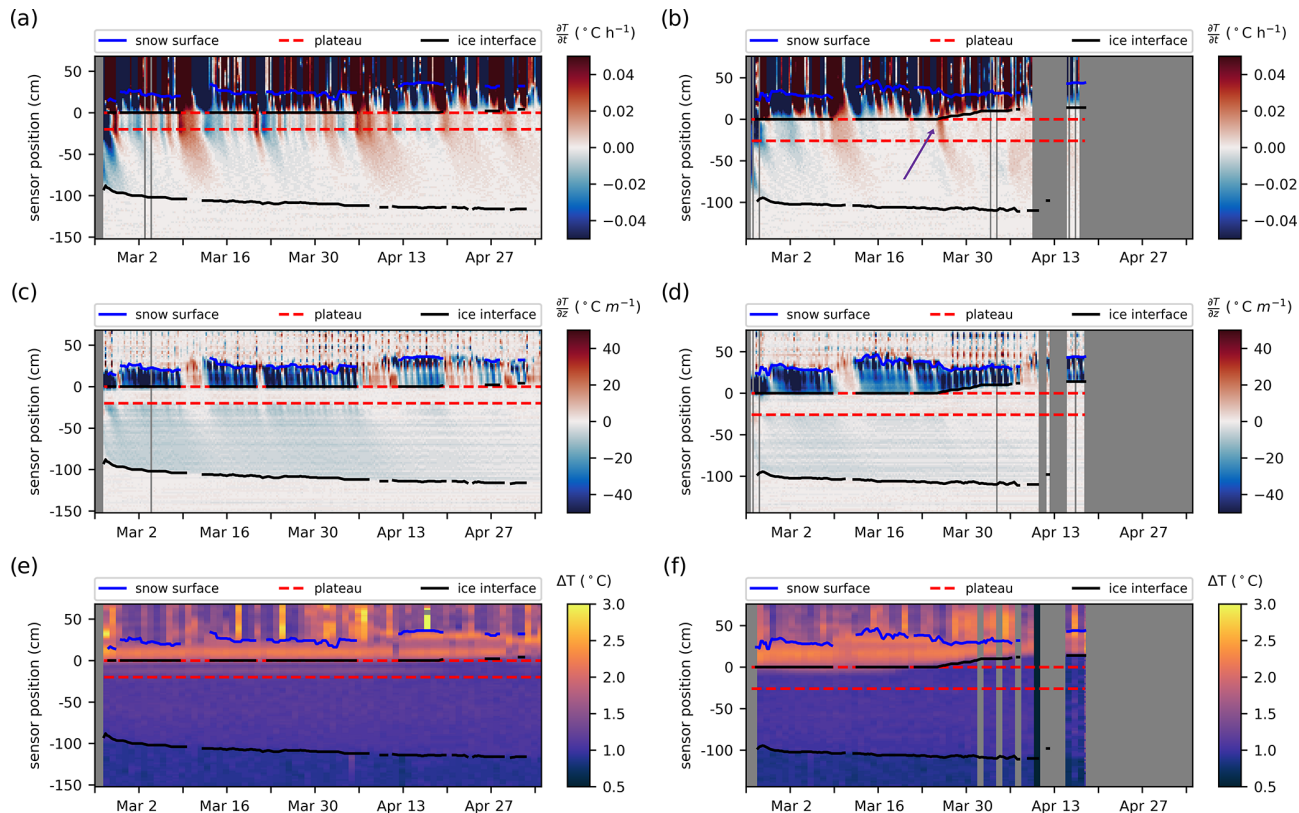 (a)
snow surface plateau ice interface
∂T/∂t (°C h⁻¹)
sensor position (cm)
50
0
-50
-100
-150
Mar 2 Mar 16 Mar 30 Apr 13 Apr 27
0.04
0.02
0.00
−0.02
−0.04
(b)
snow surface plateau ice interface
∂T/∂t (°C h⁻¹)
sensor position (cm)
50
0
-50
-100
Mar 2 Mar 16 Mar 30 Apr 13 Apr 27
0.04
0.02
0.00
−0.02
−0.04
(c)
snow surface plateau ice interface
∂T/∂z (°C m⁻¹)
sensor position (cm)
50
0
-50
-100
-150
Mar 2 Mar 16 Mar 30 Apr 13 Apr 27
40
20
0
−20
−40
(d)
snow surface plateau ice interface
∂T/∂z (°C m⁻¹)
sensor position (cm)
50
0
-50
-100
Mar 2 Mar 16 Mar 30 Apr 13 Apr 27
40
20
0
−20
−40
(e)
snow surface plateau ice interface
ΔT (°C)
sensor position (cm)
50
0
-50
-100
-150
Mar 2 Mar 16 Mar 30 Apr 13 Apr 27
3.0
2.5
2.0
1.5
1.0
0.5
(f)
snow surface plateau ice interface
ΔT (°C)
sensor position (cm)
50
0
-50
-100
Mar 2 Mar 16 Mar 30 Apr 13 Apr 27
3.0
2.5
2.0
1.5
1.0
0.5